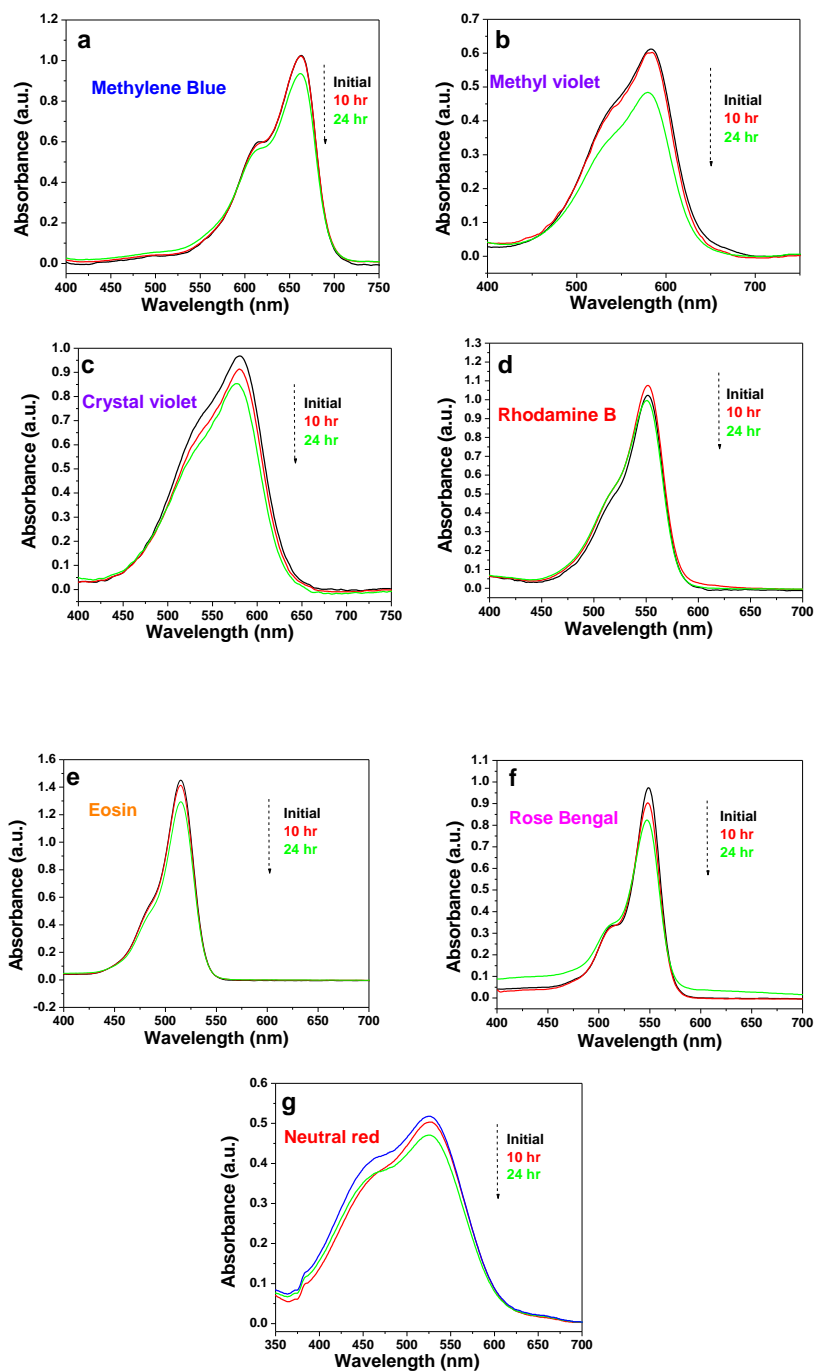 a
Methylene Blue
Initial
10 hr
24 hr
1.2
1.0
0.8
0.6
0.4
0.2
0.0
400 450 500 550 600 650 700 750
Wavelength (nm)
Absorbance (a.u.)
b
Methyl violet
Initial
10 hr
24 hr
0.7
0.6
0.5
0.4
0.3
0.2
0.1
0.0
400 500 600 700
Wavelength (nm)
Absorbance (a.u.)
c
Crystal violet
Initial
10 hr
24 hr
1.0
0.9
0.8
0.7
0.6
0.5
0.4
0.3
0.2
0.1
0.0
400 450 500 550 600 650 700 750
Wavelength (nm)
Absorbance (a.u.)
d
Rhodamine B
Initial
10 hr
24 hr
1.3
1.2
1.1
1.0
0.9
0.8
0.7
0.6
0.5
0.4
0.3
0.2
0.1
0.0
400 450 500 550 600 650 700
Wavelength (nm)
Absorbance (a.u.)
e
Eosin
Initial
10 hr
24 hr
1.6
1.4
1.2
1.0
0.8
0.6
0.4
0.2
0.0
-0.2
400 450 500 550 600 650 700
Wavelength (nm)
Absorbance (a.u.)
f
Rose Bengal
Initial
10 hr
24 hr
1.1
1.0
0.9
0.8
0.7
0.6
0.5
0.4
0.3
0.2
0.1
0.0
400 450 500 550 600 650 700
Wavelength (nm)
Absorbance (a.u.)
g
Neutral red
Initial
10 hr
24 hr
0.6
0.5
0.4
0.3
0.2
0.1
0.0
350 400 450 500 550 600 650 700
Wavelength (nm)
Absorbance (a.u.)